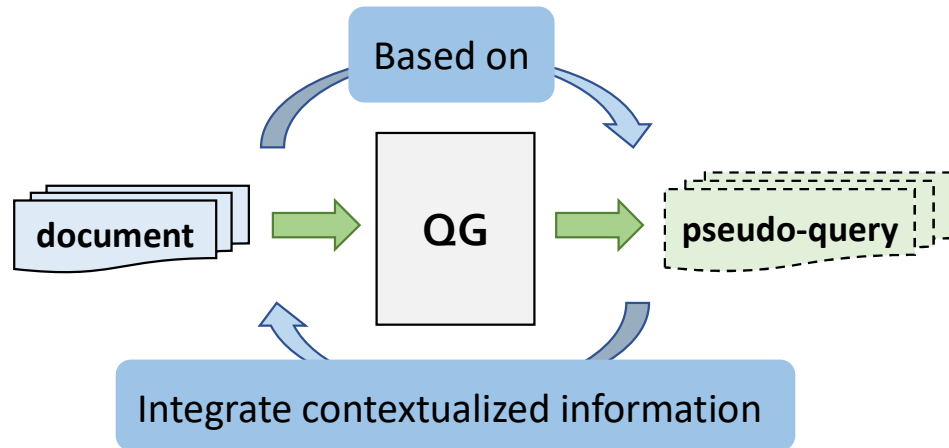 Based on
document
QG
pseudo-query
Integrate contextualized information